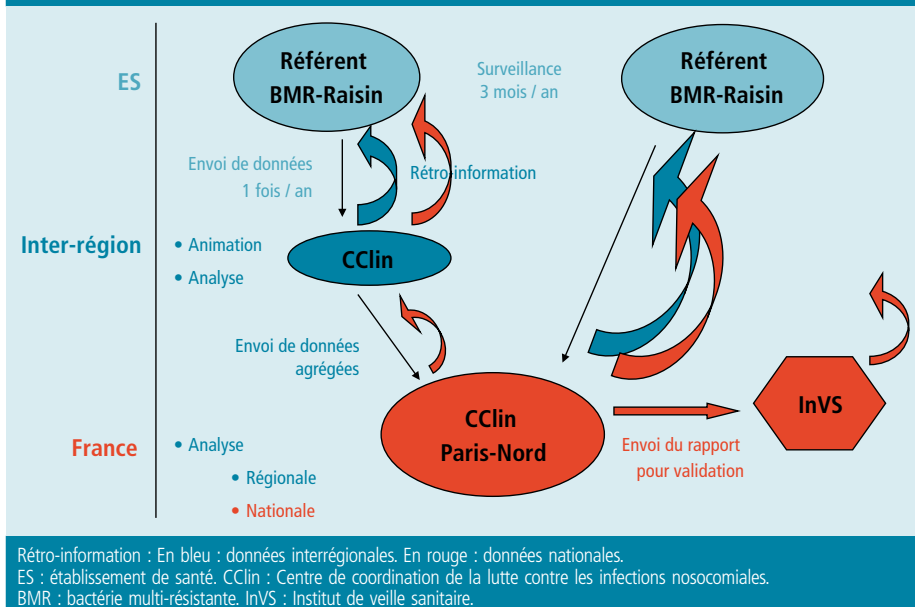 ES
Référent
BMR-Raisin
Surveillance
3 mois / an
Référent
BMR-Raisin
Envoi de données
1 fois / an
Rétro-information
Inter-région
• Animation
• Analyse
CClin
Envoi de données
agrégées
CClin
Paris-Nord
InVS
Envoi du rapport
pour validation
France
• Analyse
• Régionale
• Nationale
Rétro-information : En bleu : données interrégionales. En rouge : données nationales.
ES : établissement de santé. CClin : Centre de coordination de la lutte contre les infections nosocomiales.
BMR : bactérie multi-résistante. InVS : Institut de veille sanitaire.